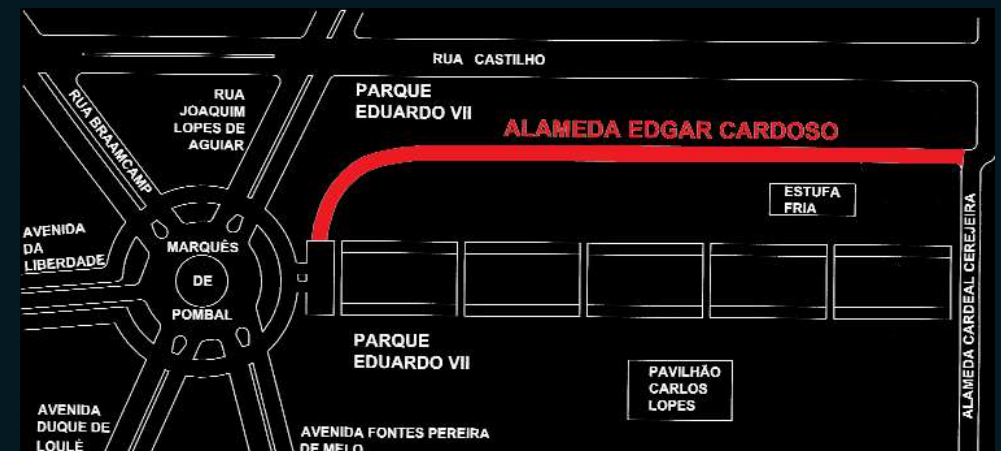 RUA CASTILHO
PARQUE
EDUARDO VII
RUA
JOAQUIM
LOPES DE
AGUIAR
RUA BRAAMCAMP
ALAMEDA EDGAR CARDOSO
ESTUFA
FRIA
AVENIDA
DA
LIBERDADE
MARQUÊS
DE
POMBAL
ALAMEDA CARDEAL CEREJEIRA
PARQUE
EDUARDO VII
PAVILHÃO
CARLOS
LOPES
AVENIDA
DUQUE DE
LOULÉ
AVENIDA FONTES PEREIRA
DE MELO